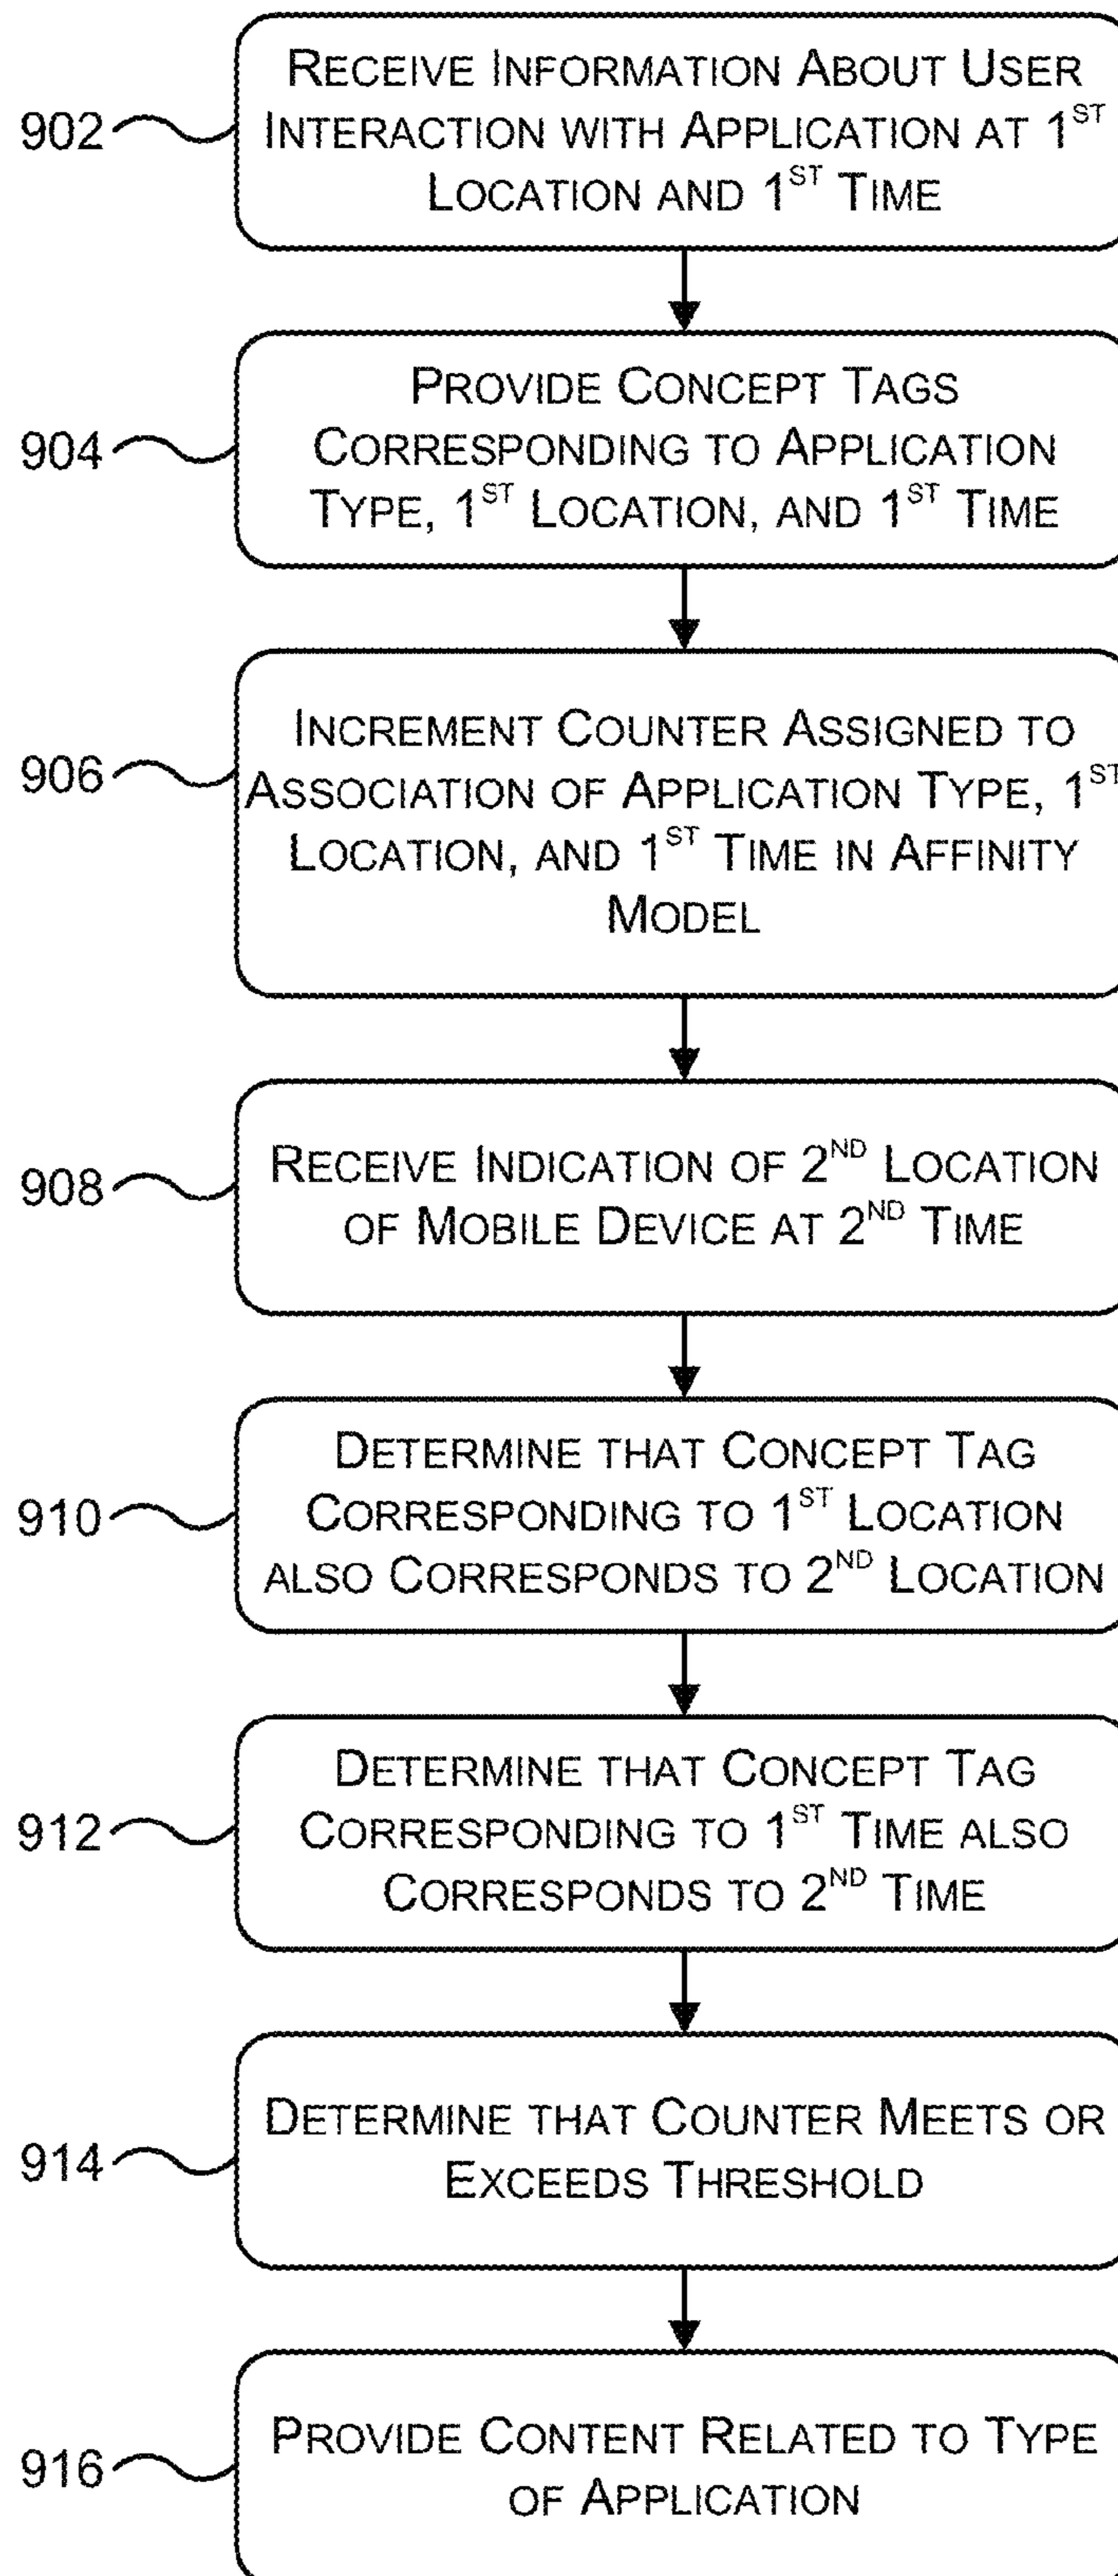 902
RECEIVE INFORMATION ABOUT USER
INTERACTION WITH APPLICATION AT 1ST
LOCATION AND 1ST TIME
904
PROVIDE CONCEPT TAGS
CORRESPONDING TO APPLICATION
TYPE, 1ST LOCATION, AND 1ST TIME
906
INCREMENT COUNTER ASSIGNED TO
ASSOCIATION OF APPLICATION TYPE, 1ST
LOCATION, AND 1ST TIME IN AFFINITY
MODEL
908
RECEIVE INDICATION OF 2ND LOCATION
OF MOBILE DEVICE AT 2ND TIME
910
DETERMINE THAT CONCEPT TAG
CORRESPONDING TO 1ST LOCATION
ALSO CORRESPONDS TO 2ND LOCATION
912
DETERMINE THAT CONCEPT TAG
CORRESPONDING TO 1ST TIME ALSO
CORRESPONDS TO 2ND TIME
914
DETERMINE THAT COUNTER MEETS OR
EXCEEDS THRESHOLD
916
PROVIDE CONTENT RELATED TO TYPE
OF APPLICATION